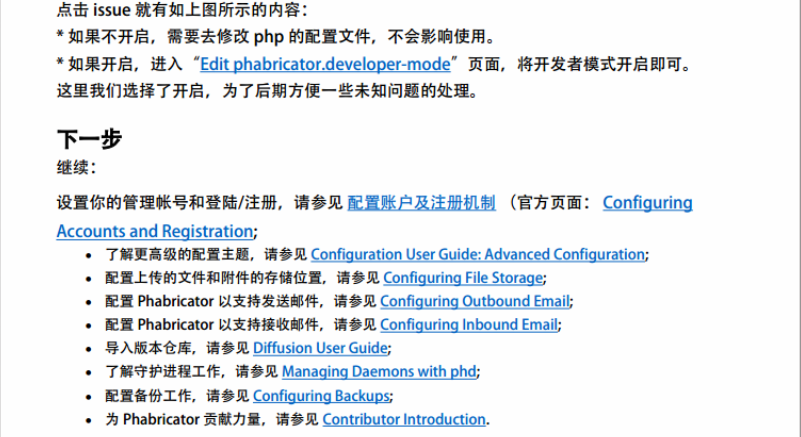 点击 issue 就有如上图所示的内容：
* 如果不开启，需要去修改 php 的配置文件，不会影响使用。
* 如果开启，进入“Edit phabricator.developer-mode”页面，将开发者模式开启即可。
这里我们选择了开启，为了后期方便一些未知问题的处理。
下一步
继续：
设置你的管理帐号和登陆/注册，请参见 配置账户及注册机制 （官方页面： Configuring
Accounts and Registration;
• 了解更高级的配置主题，请参见 Configuration User Guide: Advanced Configuration;
• 配置上传的文件和附件的存储位置，请参见 Configuring File Storage;
• 配置 Phabricator 以支持发送邮件，请参见 Configuring Outbound Email;
• 配置 Phabricator 以支持接收邮件，请参见 Configuring Inbound Email;
• 导入版本仓库，请参见 Diffusion User Guide;
• 了解守护进程工作，请参见 Managing Daemons with phd;
• 配置备份工作，请参见 Configuring Backups;
• 为 Phabricator 贡献力量，请参见 Contributor Introduction.